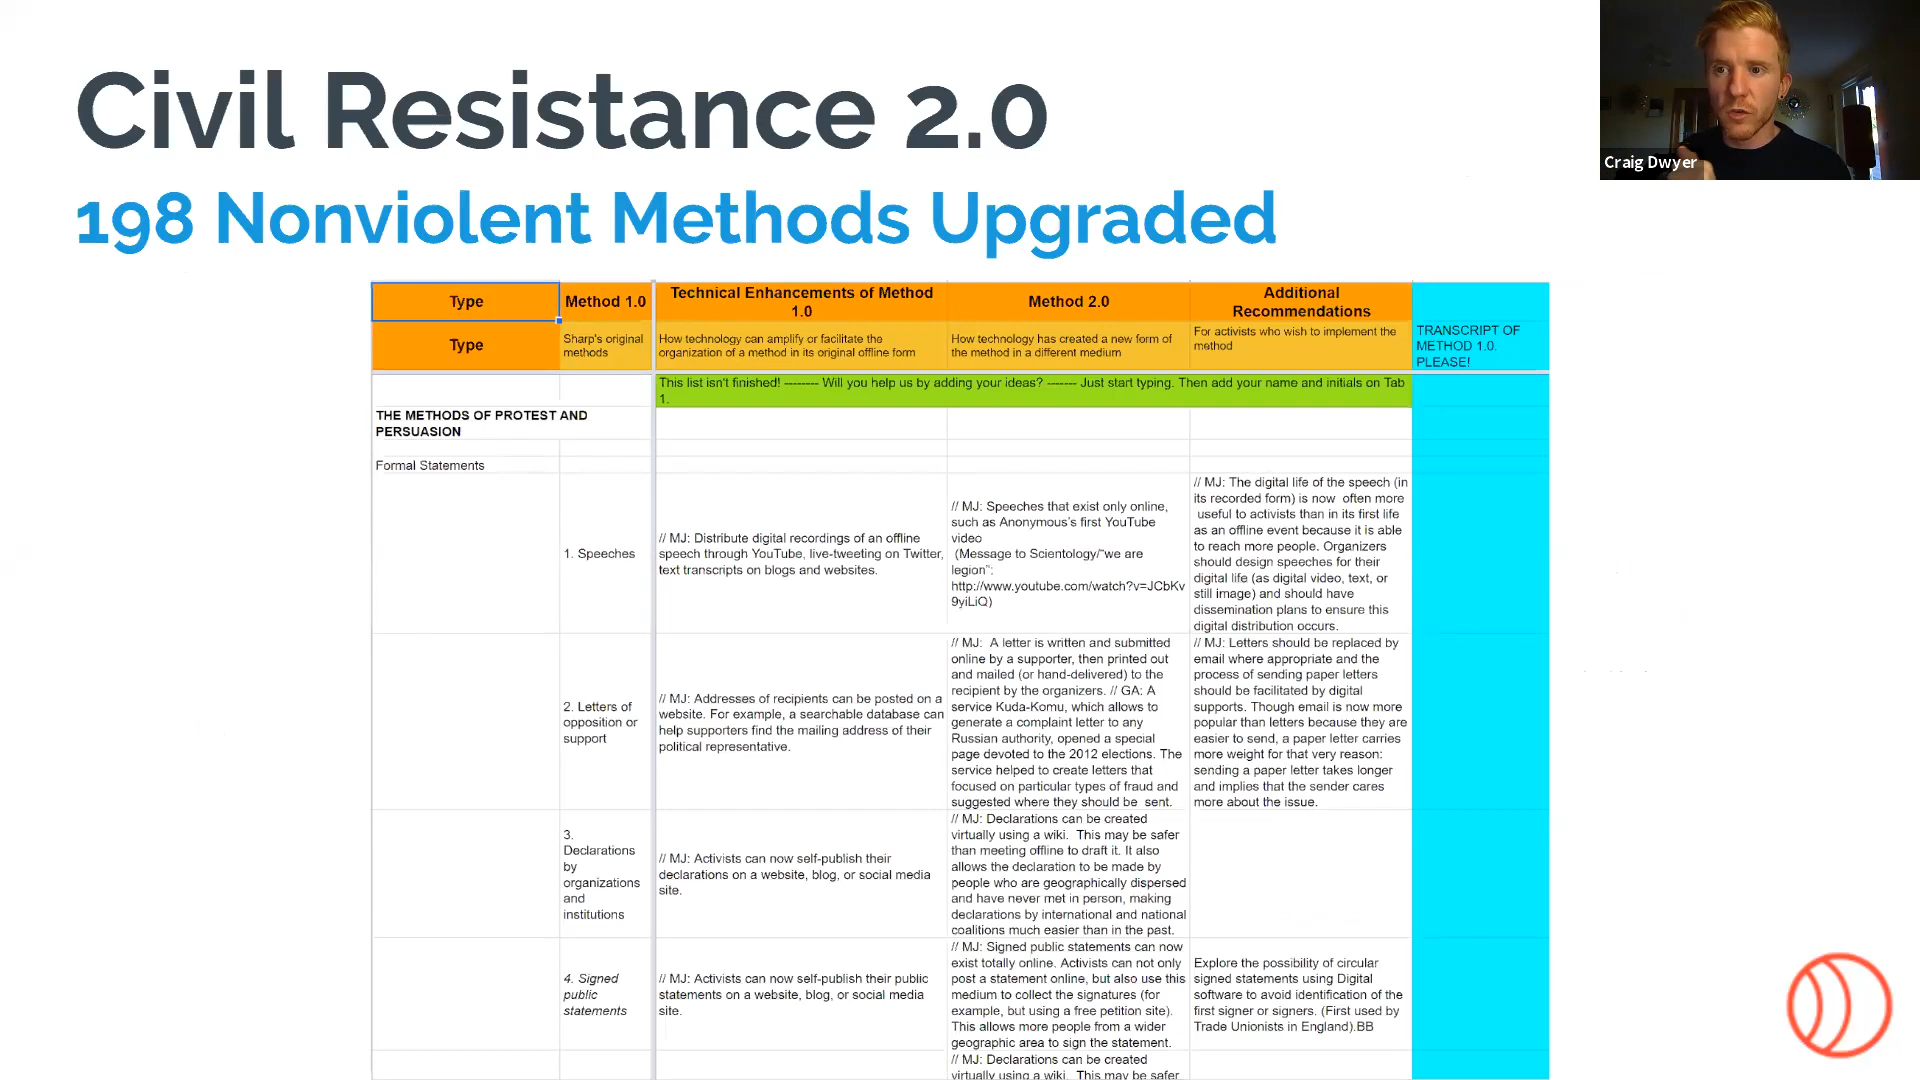 Civil Resistance 2.0
198 Nonviolent Methods Upgraded
Craig Dwyer
Type
Method 1.0
Technical Enhancements of Method
1.0
Method 2.0
Additional
Recommendations
Type
Sharp's original
methods
How technology can amplify or facilitate the
organization of a method in its original offline form
How technology has created a new form of
the method in a different medium
For activists who wish to implement the
method
TRANSCRIPT OF
METHOD 1.0.
PLEASE!
This list isn't finished! -------- Will you help us by adding your ideas? ------- Just start typing. Then add your name and initials on Tab
1.
THE METHODS OF PROTEST AND
PERSUASION
Formal Statements
1. Speeches
// MJ: Distribute digital recordings of an offline
speech through YouTube, live-tweeting on Twitter,
text transcripts on blogs and websites.
// MJ: Speeches that exist only online,
such as Anonymous's first YouTube
video
(Message to Scientology/"we are
legion":
http://www.youtube.com/watch?v=JCbKv
9yiLiQ)
// MJ: The digital life of the speech (in
its recorded form) is now often more
useful to activists than in its first life
as an offline event because it is able
to reach more people. Organizers
should design speeches for their
digital life (as digital video, text, or
still image) and should have
dissemination plans to ensure this
digital distribution occurs.
2. Letters of
opposition or
support
// MJ: Addresses of recipients can be posted on a
website. For example, a searchable database can
help supporters find the mailing address of their
political representative.
// MJ: A letter is written and submitted
online by a supporter, then printed out
and mailed (or hand-delivered) to the
recipient by the organizers. // GA: A
service Kuda-Komu, which allows to
generate a complaint letter to any
Russian authority, opened a special
page devoted to the 2012 elections. The
service helped to create letters that
focused on particular types of fraud and
suggested where they should be sent.
// MJ: Letters should be replaced by
email where appropriate and the
process of sending paper letters
should be facilitated by digital
supports. Though email is now more
popular than letters because they are
easier to send, a paper letter carries
more weight for that very reason:
sending a paper letter takes longer
and implies that the sender cares
more about the issue.
3.
Declarations
by
organizations
and
institutions
// MJ: Activists can now self-publish their
declarations on a website, blog, or social media
site.
// MJ: Declarations can be created
virtually using a wiki. This may be safer
than meeting offline to draft it. It also
allows the declaration to be made by
people who are geographically dispersed
and have never met in person, making
declarations by international and national
coalitions much easier than in the past.
4. Signed
public
statements
// MJ: Activists can now self-publish their public
statements on a website, blog, or social media
site.
// MJ: Signed public statements can now
exist totally online. Activists can not only
post a statement online, but also use this
medium to collect the signatures (for
example, but using a free petition site).
This allows more people from a wider
geographic area to sign the statement.
Explore the possibility of circular
signed statements using Digital
software to avoid identification of the
first signer or signers. (First used by
Trade Unionists in England).BB
// MJ: Declarations can be created
virtually using a wiki. This may be safer